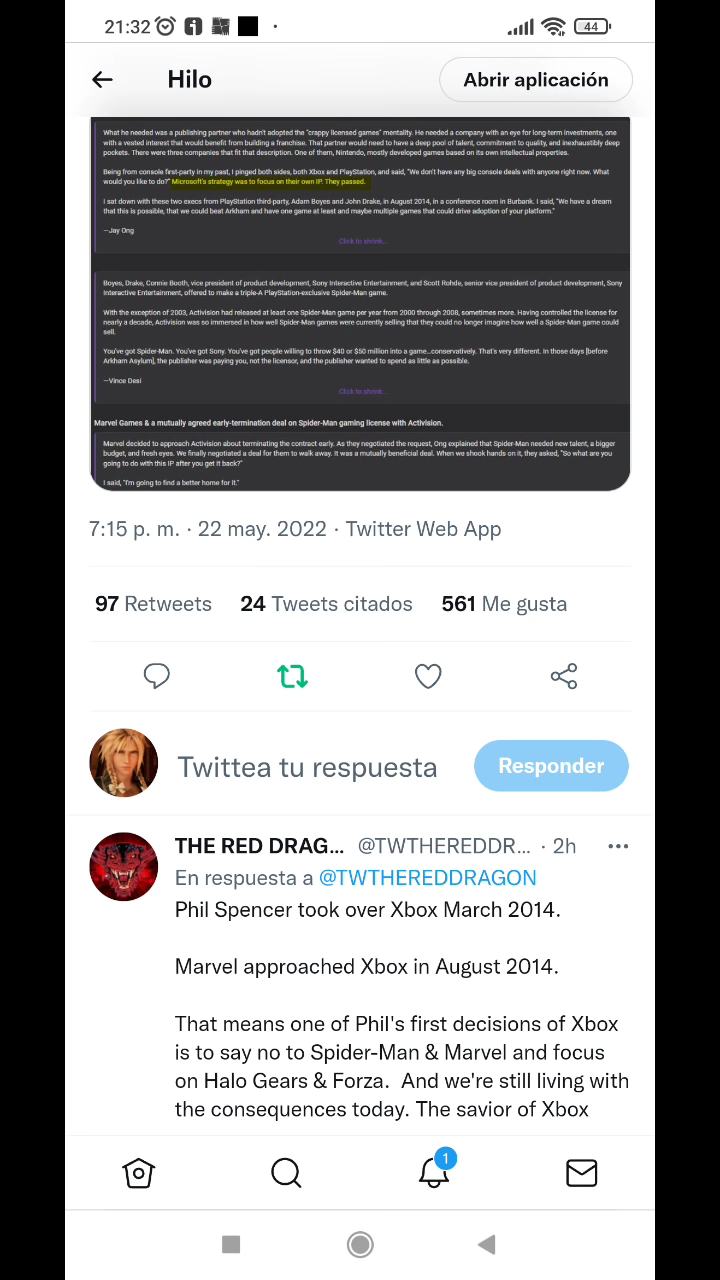 21:32
44
Hilo
Abrir aplicación
What he needed was a publishing partner who hadn't adopted the "crappy licensed games" mentality. He needed a company with an eye for long-term investments, one
with a vested interest that would benefit from building a franchise. That partner would need to have a deep pool of talent, commitment to quality, and inexhaustibly deep
pockets. There were three companies that fit that description. One of them, Nintendo, mostly developed games based on its own intellectual properties.
Being from console first-party in my past, I pinged both sides, both Xbox and PlayStation, and said, "We don't have any big console deals with anyone right now. What
would you like to do?" Microsoft's strategy was to focus on their own IP. They passed.
I sat down with these two execs from PlayStation third-party, Adam Boyes and John Drake, in August 2014, in a conference room in Burbank. I said, "We have a dream
that this is possible, that we could beat Arkham and have one game at least and maybe multiple games that could drive adoption of your platform."
—Jay Ong
Click to shrink...
Boyes, Drake, Connie Booth, vice president of product development, Sony Interactive Entertainment, and Scott Rohde, senior vice president of product development, Sony
Interactive Entertainment, offered to make a triple-A PlayStation-exclusive Spider-Man game.
With the exception of 2003, Activision had released at least one Spider-Man game per year from 2000 through 2008, sometimes more. Having controlled the license for
nearly a decade, Activision was so immersed in how well Spider-Man games were currently selling that they could no longer imagine how well a Spider-Man game could
sell.
You've got Spider-Man. You've got Sony. You've got people willing to throw $40 or $50 million into a game...conservatively. That's very different. In those days [before
Arkham Asylum], the publisher was paying you, not the licensor, and the publisher wanted to spend as little as possible.
—Vince Desi
Click to shrink...
Marvel Games & a mutually agreed early-termination deal on Spider-Man gaming license with Activision.
Marvel decided to approach Activision about terminating the contract early. As they negotiated the request, Ong explained that Spider-Man needed new talent, a bigger
budget, and fresh eyes. We finally negotiated a deal for them to walk away. It was a mutually beneficial deal. When we shook hands on it, they asked, "So what are you
going to do with this IP after you get it back?"
I said, "I'm going to find a better home for it."
7:15 p. m. · 22 may. 2022 · Twitter Web App
97 Retweets 24 Tweets citados 561 Me gusta
Twittea tu respuesta
Responder
THE RED DRAG... @TWTHEREDDR... · 2h
En respuesta a @TWTHEREDDRAGON
Phil Spencer took over Xbox March 2014.
Marvel approached Xbox in August 2014.
That means one of Phil's first decisions of Xbox
is to say no to Spider-Man & Marvel and focus
on Halo Gears & Forza.  And we're still living with
the consequences today. The savior of Xbox
1